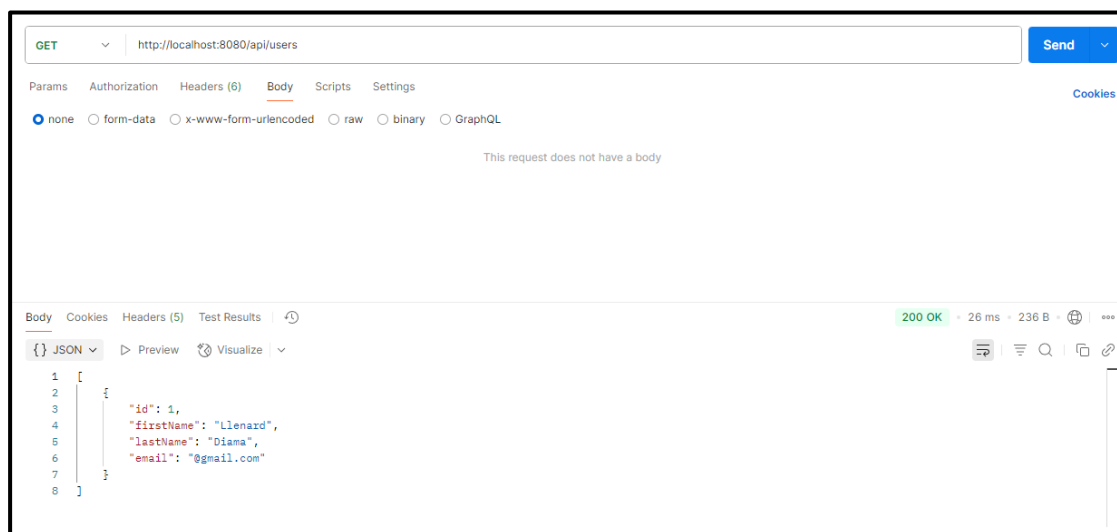 GET http://localhost:8080/api/users Send
Params Authorization Headers (6) Body Scripts Settings Cookies
none form-data x-www-form-urlencoded raw binary GraphQL
This request does not have a body
Body Cookies Headers (5) Test Results 200 OK • 26 ms • 236 B •
{} JSON Preview Visualize
1 [
2 {
3 "id": 1,
4 "firstName": "Llenard",
5 "lastName": "Diama",
6 "email": "@gmail.com"
7 }
8 ]